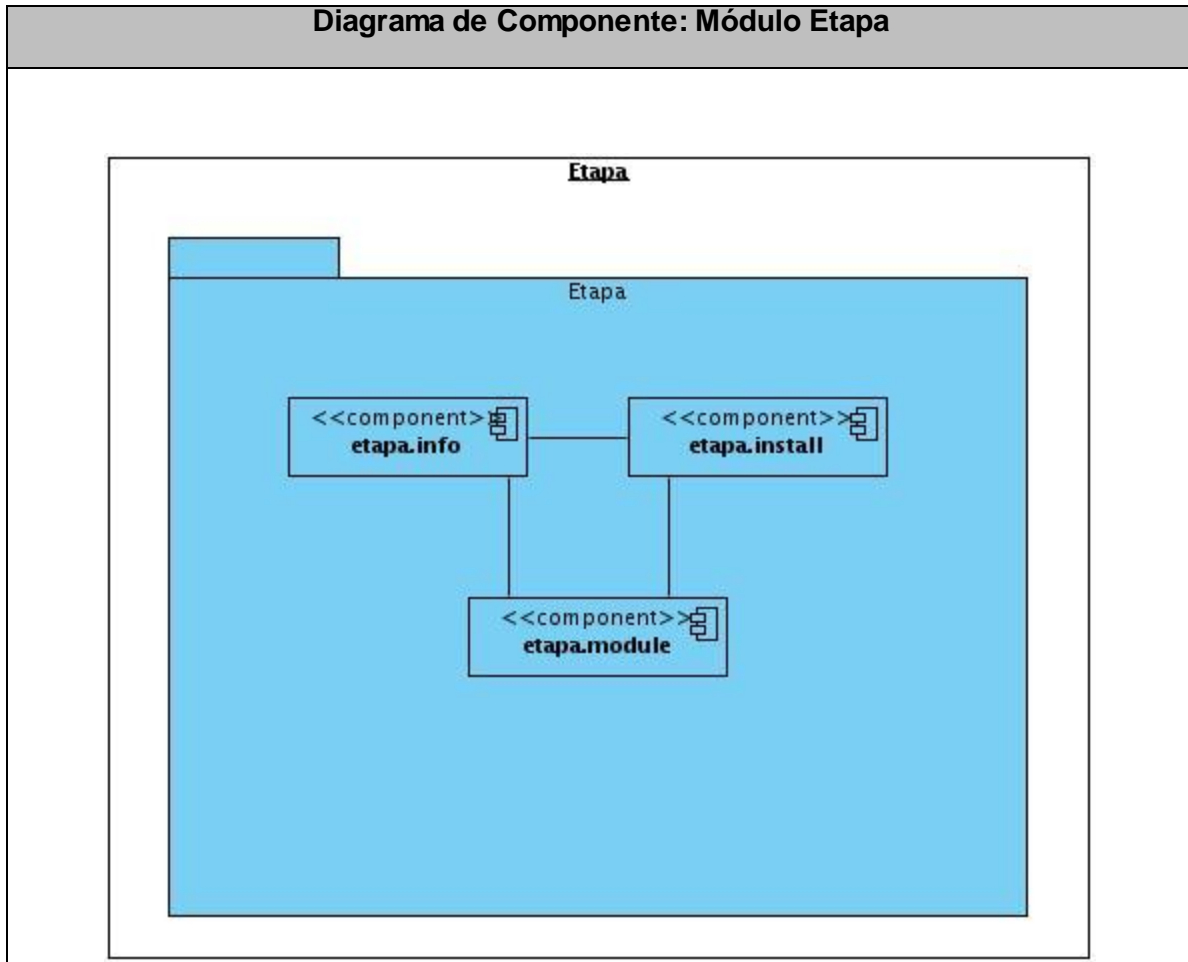 Diagrama de Componente: Módulo Etapa
Etapa
Etapa
<<component>>
etapa.info
<<component>>
etapa.install
<<component>>
etapa.module